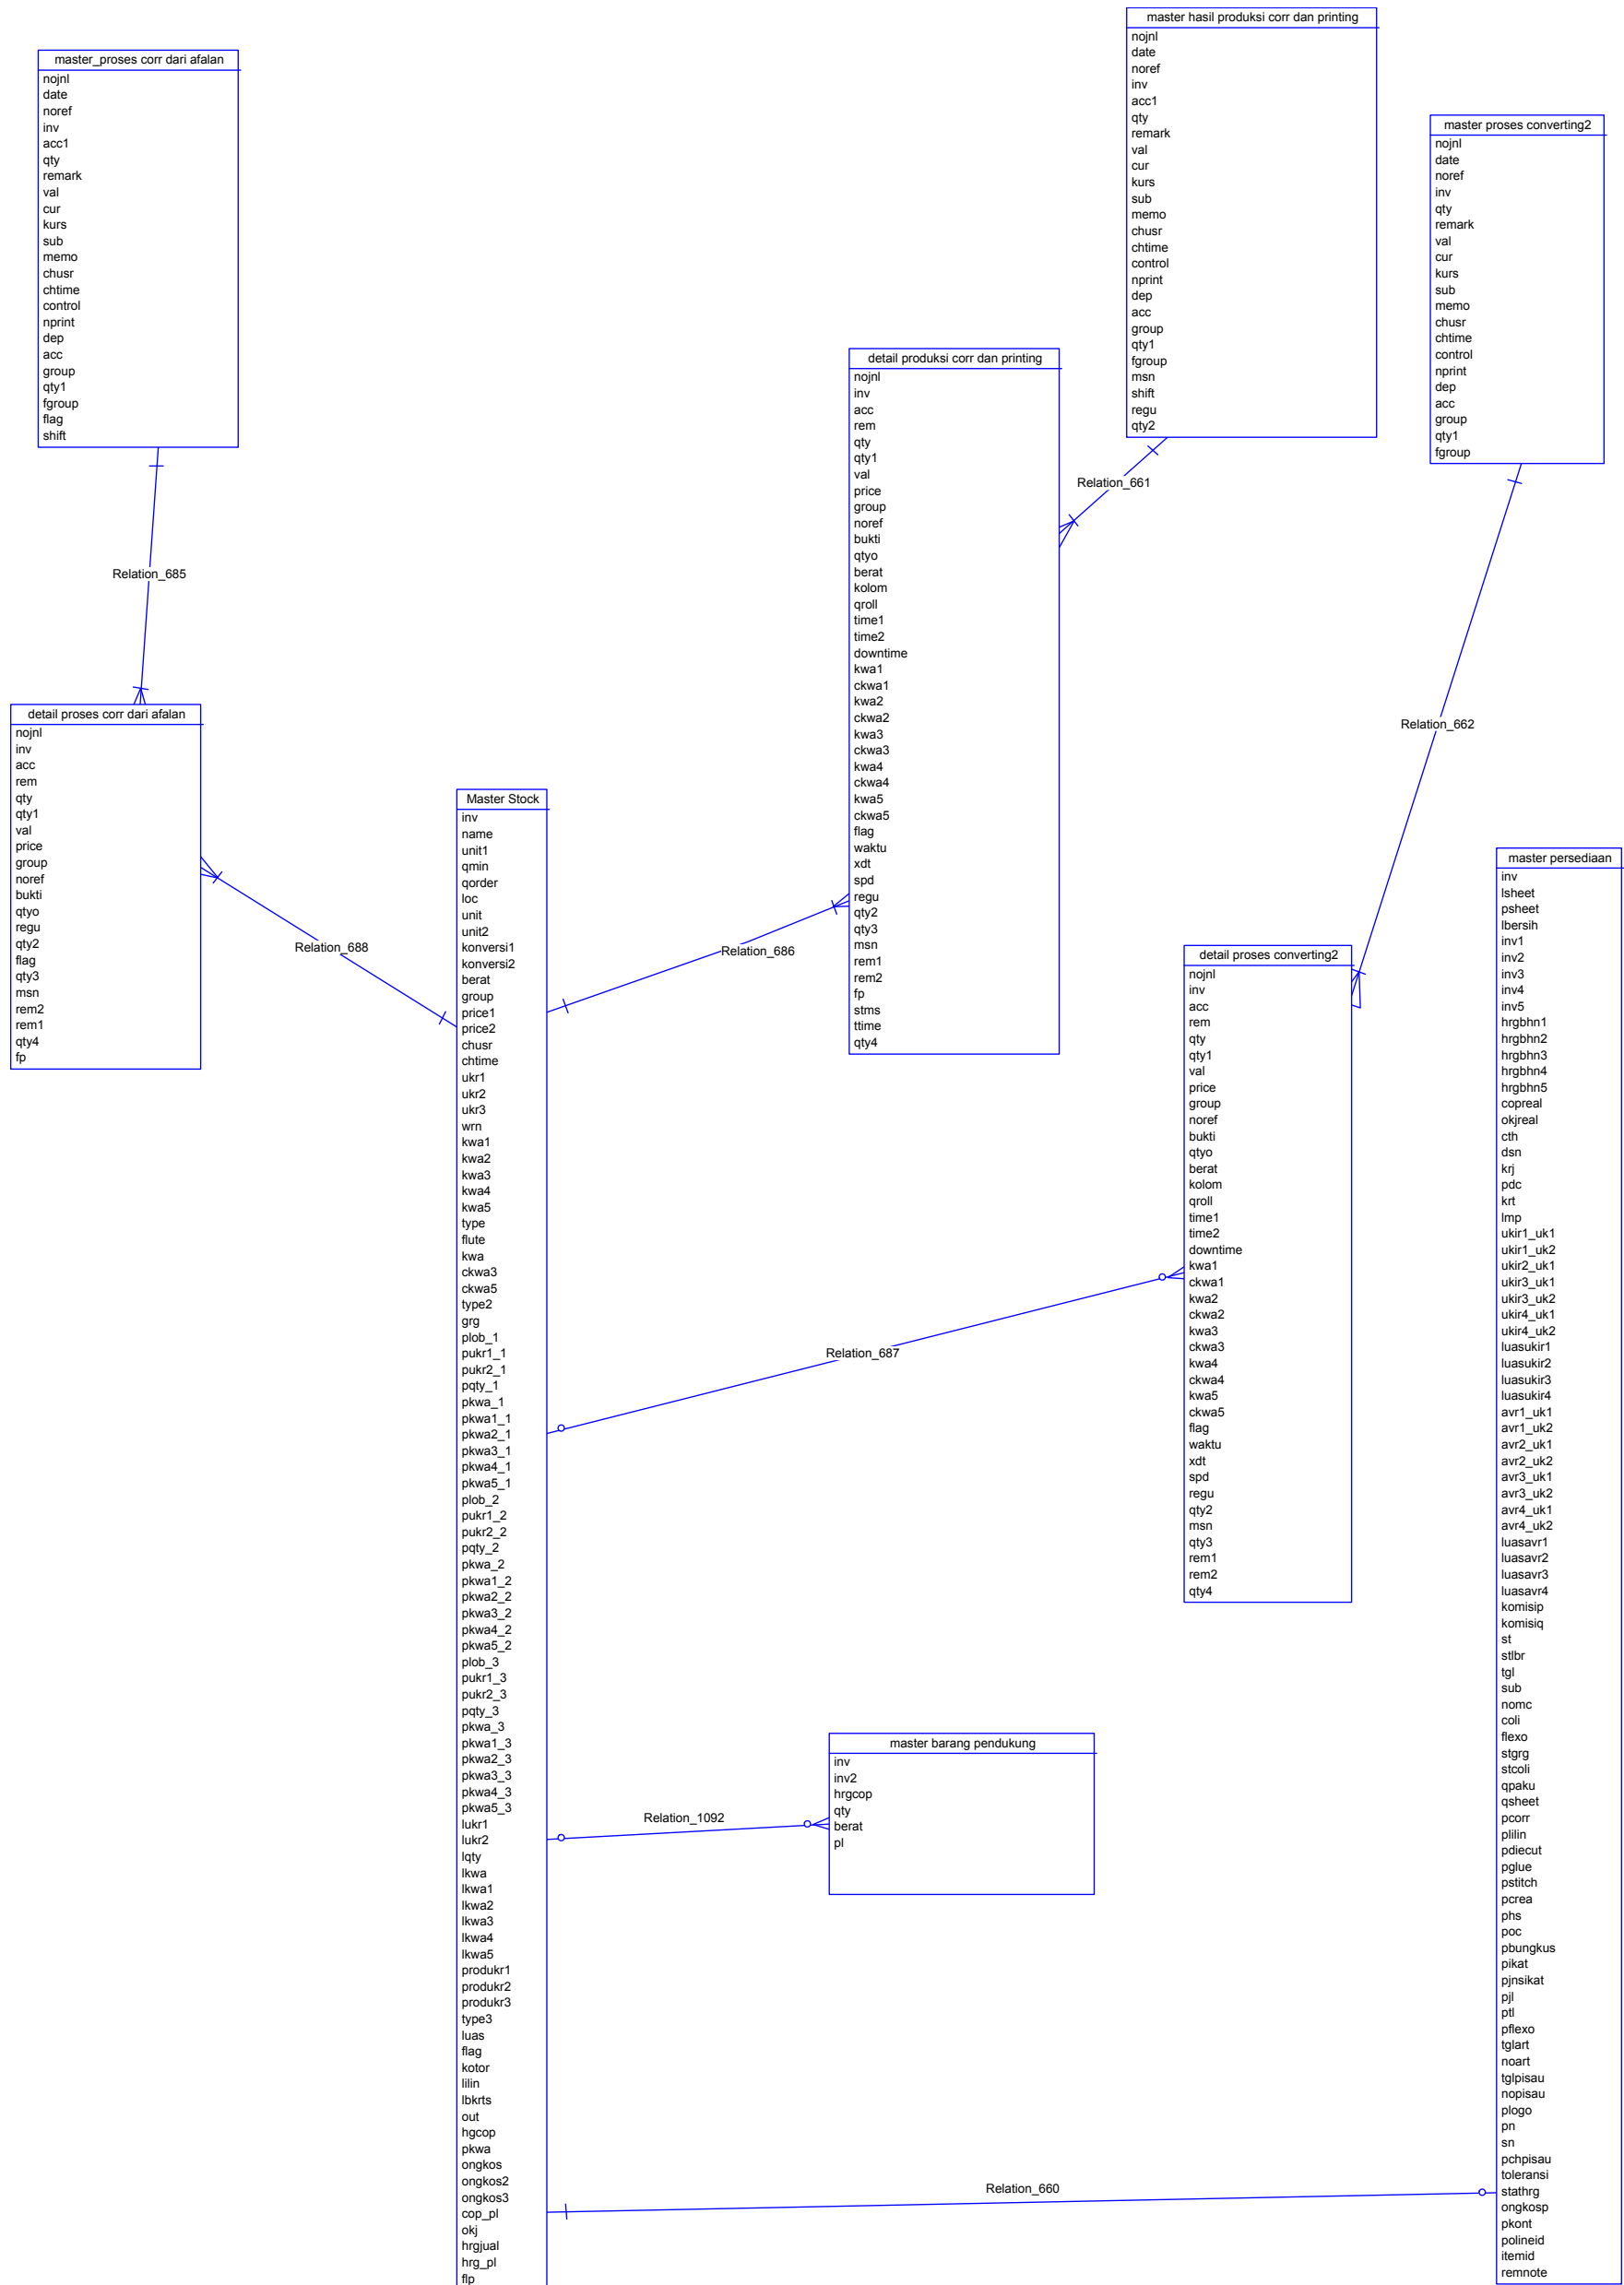 master_proses corr dari afalan
nojnl
date
noref
inv
acc1
qty
remark
val
cur
kurs
sub
memo
chusr
chtime
control
nprint
dep
acc
group
qty1
fgroup
flag
shift
master hasil produksi corr dan printing
nojnl
date
noref
inv
acc1
qty
remark
val
cur
kurs
sub
memo
chusr
chtime
control
nprint
dep
acc
group
qty1
fgroup
msn
shift
regu
qty2
master proses converting2
nojnl
date
noref
inv
qty
remark
val
cur
kurs
sub
memo
chusr
chtime
control
nprint
dep
acc
group
qty1
fgroup
Relation_685
Relation_661
Relation_662
detail proses corr dari afalan
nojnl
inv
acc
rem
qty
qty1
val
price
group
noref
bukti
qtyo
regu
qty2
flag
qty3
msn
rem2
rem1
qty4
fp
Relation_688
Master Stock
inv
name
unit1
qmin
qorder
loc
unit
unit2
konversi1
konversi2
berat
group
price1
price2
chusr
chtime
ukr1
ukr2
ukr3
wrn
kwa1
kwa2
kwa3
kwa4
kwa5
type
flute
kwa
ckwa3
ckwa5
type2
grg
plob_1
pukr1_1
pukr2_1
pqty_1
pkwa_1
pkwa1_1
pkwa2_1
pkwa3_1
pkwa4_1
pkwa5_1
plob_2
pukr1_2
pukr2_2
pqty_2
pkwa_2
pkwa1_2
pkwa2_2
pkwa3_2
pkwa4_2
pkwa5_2
plob_3
pukr1_3
pukr2_3
pqty_3
pkwa_3
pkwa1_3
pkwa2_3
pkwa3_3
pkwa4_3
pkwa5_3
lukr1
lukr2
lqty
lkwa
lkwa1
lkwa2
lkwa3
lkwa4
lkwa5
produkr1
produkr2
produkr3
type3
luas
flag
kotor
lilin
lbkrts
out
hgcop
pkwa
ongkos
ongkos2
ongkos3
cop_pl
okj
hrgjual
hrg_pl
flp
Relation_686
detail produksi corr dan printing
nojnl
inv
acc
rem
qty
qty1
val
price
group
noref
bukti
qtyo
berat
kolom
qroll
time1
time2
downtime
kwa1
ckwa1
kwa2
ckwa2
kwa3
ckwa3
kwa4
ckwa4
kwa5
ckwa5
flag
waktu
xdt
spd
regu
qty2
qty3
msn
rem1
rem2
fp
stms
ttime
qty4
Relation_687
detail proses converting2
nojnl
inv
acc
rem
qty
qty1
val
price
group
noref
bukti
qtyo
berat
kolom
qroll
time1
time2
downtime
kwa1
ckwa1
kwa2
ckwa2
kwa3
ckwa3
kwa4
ckwa4
kwa5
ckwa5
flag
waktu
xdt
spd
regu
qty2
msn
qty3
rem1
rem2
qty4
Relation_1092
master barang pendukung
inv
inv2
hrgcop
qty
berat
pl
Relation_660
master persediaan
inv
lsheet
psheet
lbersih
inv1
inv2
inv3
inv4
inv5
hrgbhn1
hrgbhn2
hrgbhn3
hrgbhn4
hrgbhn5
copreal
okjreal
cth
dsn
krj
pdc
krt
lmp
ukir1_uk1
ukir1_uk2
ukir2_uk1
ukir3_uk1
ukir3_uk2
ukir4_uk1
ukir4_uk2
luasukir1
luasukir2
luasukir3
luasukir4
avr1_uk1
avr1_uk2
avr2_uk1
avr2_uk2
avr3_uk1
avr3_uk2
avr4_uk1
avr4_uk2
luasavr1
luasavr2
luasavr3
luasavr4
komisip
komisiq
st
stlbr
tgl
sub
nomc
coli
flexo
stgrg
stcoli
qpaku
qsheet
pcorr
plilin
pdiecut
pglue
pstitch
pcrea
phs
poc
pbungkus
pikat
pjnsikat
pjl
ptl
pflexo
tglart
noart
tglpisau
nopisau
plogo
pn
sn
pchpisau
toleransi
stathrg
ongkosp
pkont
polineid
itemid
remnote